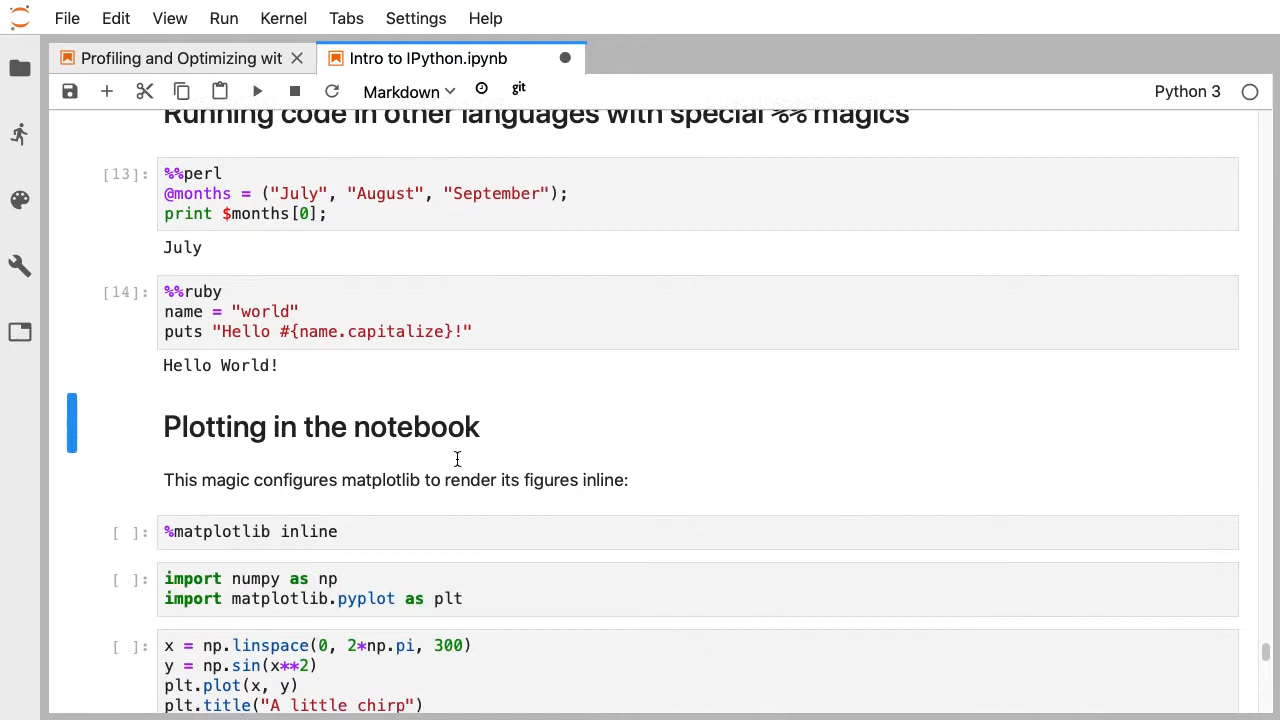 File Edit View Run Kernel Tabs Settings Help
Profiling and Optimizing wit
Intro to IPython.ipynb
Markdown
git
Python 3
Running code in other languages with special %% magics
[13]:
%%perl
@months = ("July", "August", "September");
print $months[0];
July
[14]:
%%ruby
name = "world"
puts "Hello #{name.capitalize}!"
Hello World!
Plotting in the notebook
This magic configures matplotlib to render its figures inline:
[ ]:
%matplotlib inline
[ ]:
import numpy as np
import matplotlib.pyplot as plt
[ ]:
x = np.linspace(0, 2*np.pi, 300)
y = np.sin(x**2)
plt.plot(x, y)
plt.title("A little chirp")